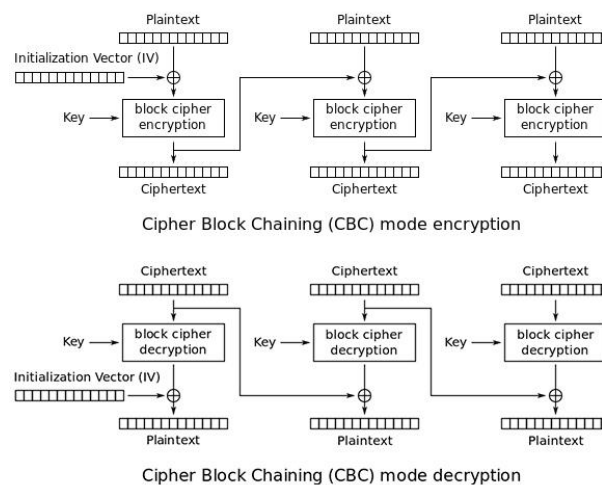 Plaintext Plaintext Plaintext
Initialization Vector (IV)
Key block cipher encryption Key block cipher encryption Key block cipher encryption
Ciphertext Ciphertext Ciphertext
Cipher Block Chaining (CBC) mode encryption
Ciphertext Ciphertext Ciphertext
Key block cipher decryption Key block cipher decryption Key block cipher decryption
Initialization Vector (IV)
Plaintext Plaintext Plaintext
Cipher Block Chaining (CBC) mode decryption